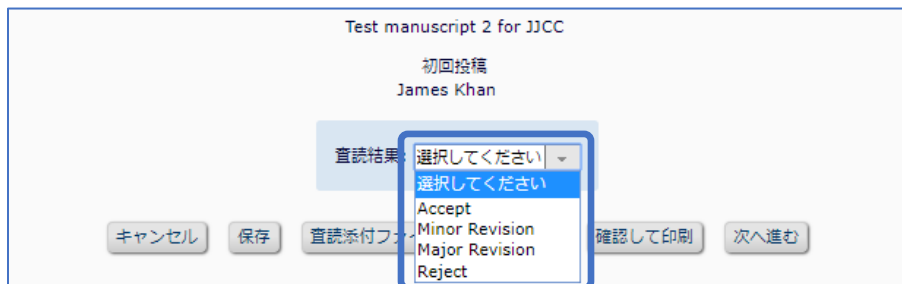 Test manuscript 2 for JJCC
初回投稿
James Khan
査読結果: 選択してください
選択してください
Accept
Minor Revision
Major Revision
Reject
キャンセル 保存 査読添付ファイ 確認して印刷 次へ進む